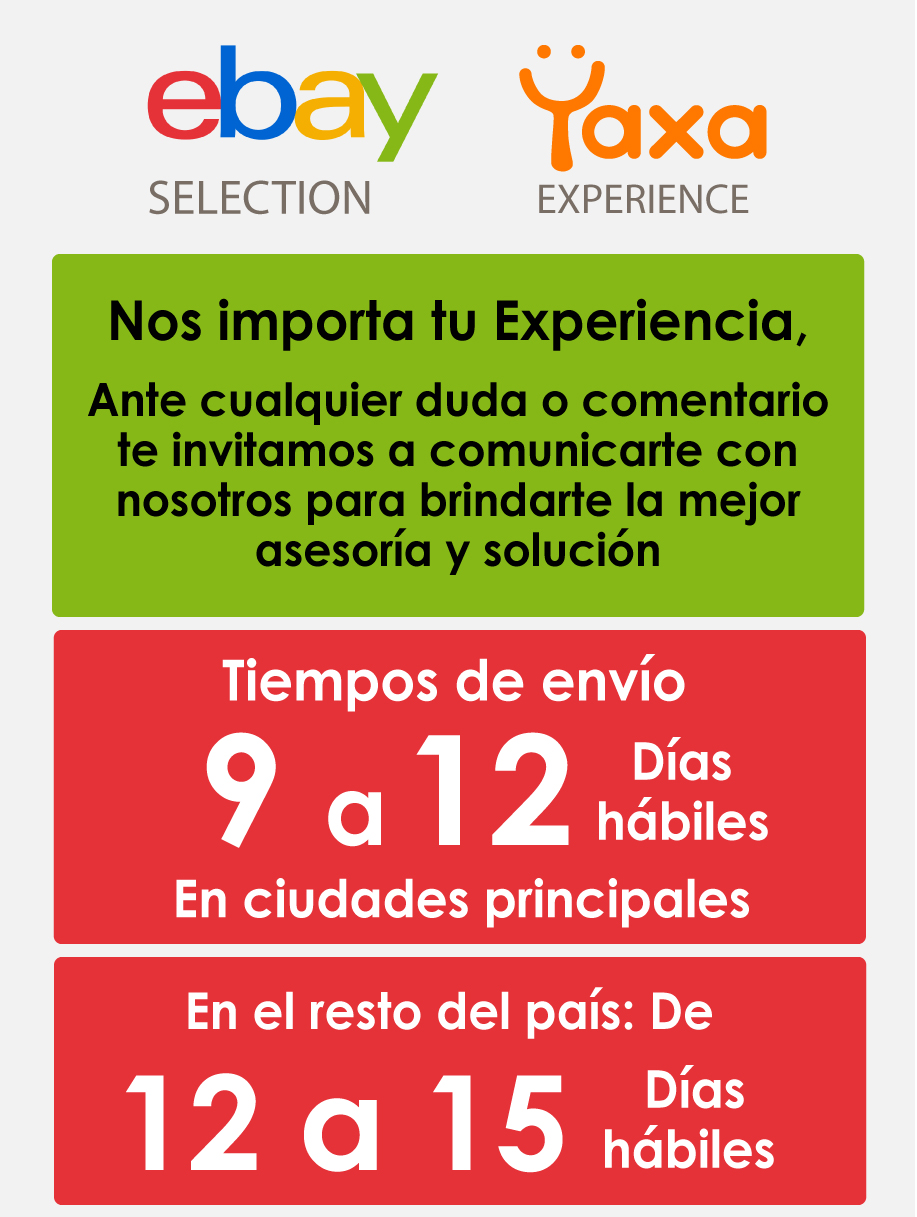 ebay
SELECTION
Yaxa
EXPERIENCE
Nos importa tu Experiencia,
Ante cualquier duda o comentario
te invitamos a comunicarte con
nosotros para brindarte la mejor
asesoría y solución
Tiempos de envío
9 a 12 Días
hábiles
En ciudades principales
En el resto del país: De
12 a 15 Días
hábiles